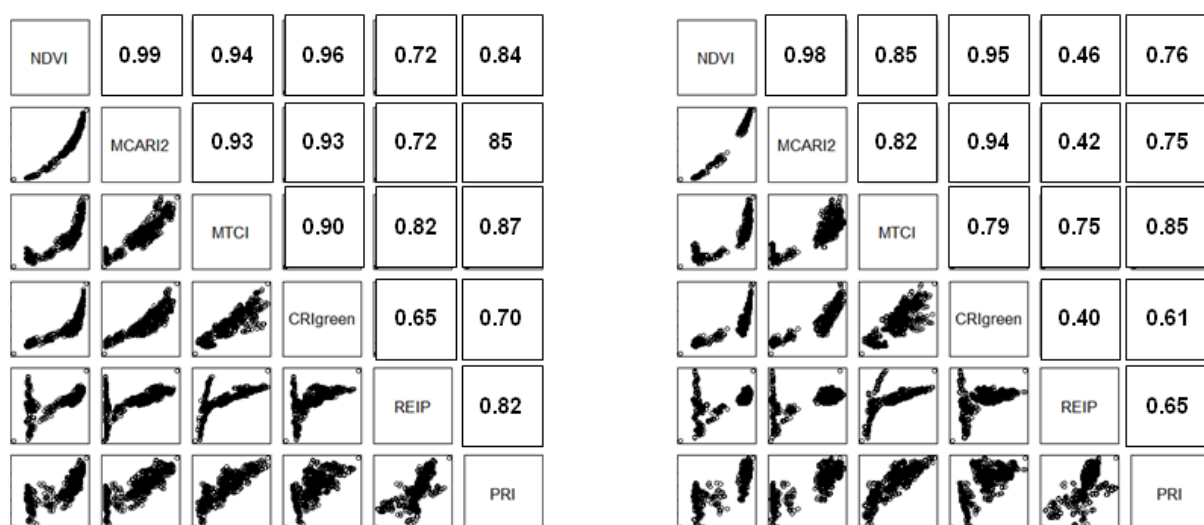 NDVI 0.99 0.94 0.96 0.72 0.84
MCARI2 0.93 0.93 0.72 85
MTCI 0.90 0.82 0.87
CRIgreen 0.65 0.70
REIP 0.82
PRI
NDVI 0.98 0.85 0.95 0.46 0.76
MCARI2 0.82 0.94 0.42 0.75
MTCI 0.79 0.75 0.85
CRIgreen 0.40 0.61
REIP 0.65
PRI